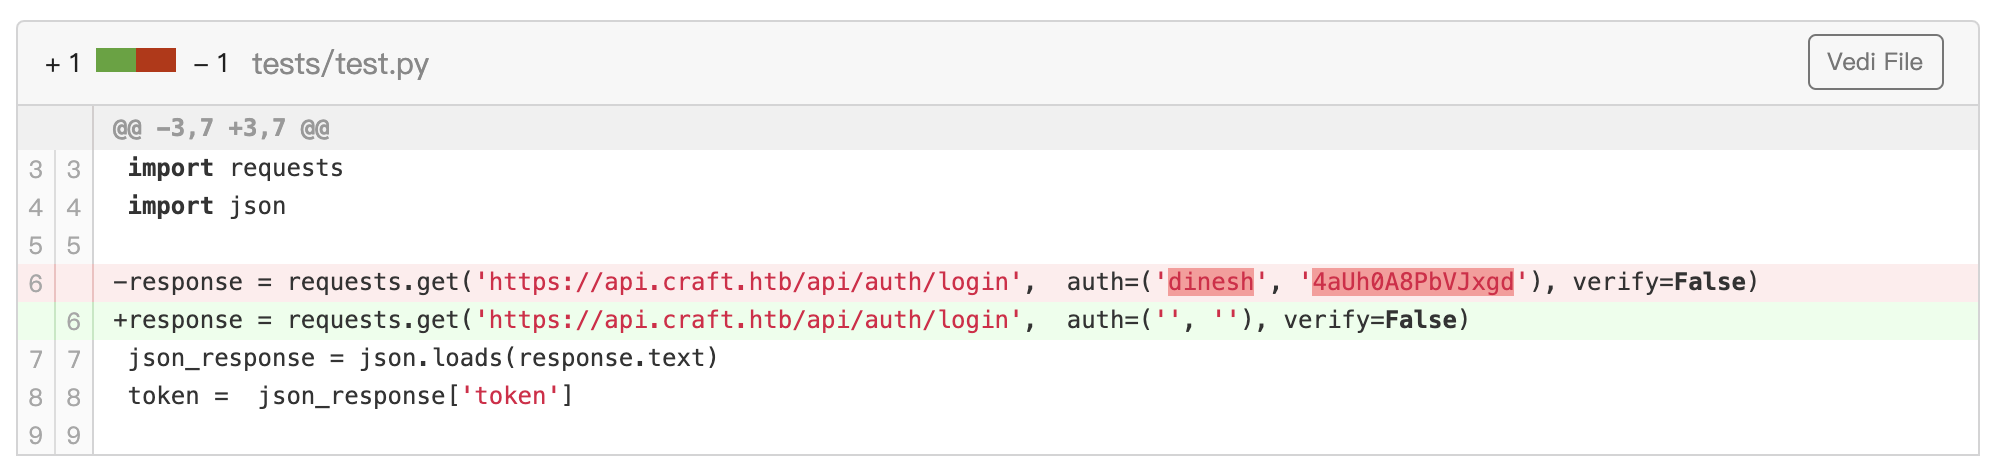 + 1 − 1 tests/test.py Vedi File
@@ -3,7 +3,7 @@
3 3 import requests
4 4 import json
5 5
6 -response = requests.get('https://api.craft.htb/api/auth/login',  auth=('dinesh', '4aUh0A8PbVJxgd'), verify=False)
6 +response = requests.get('https://api.craft.htb/api/auth/login',  auth=('', ''), verify=False)
7 7 json_response = json.loads(response.text)
8 8 token =  json_response['token']
9 9